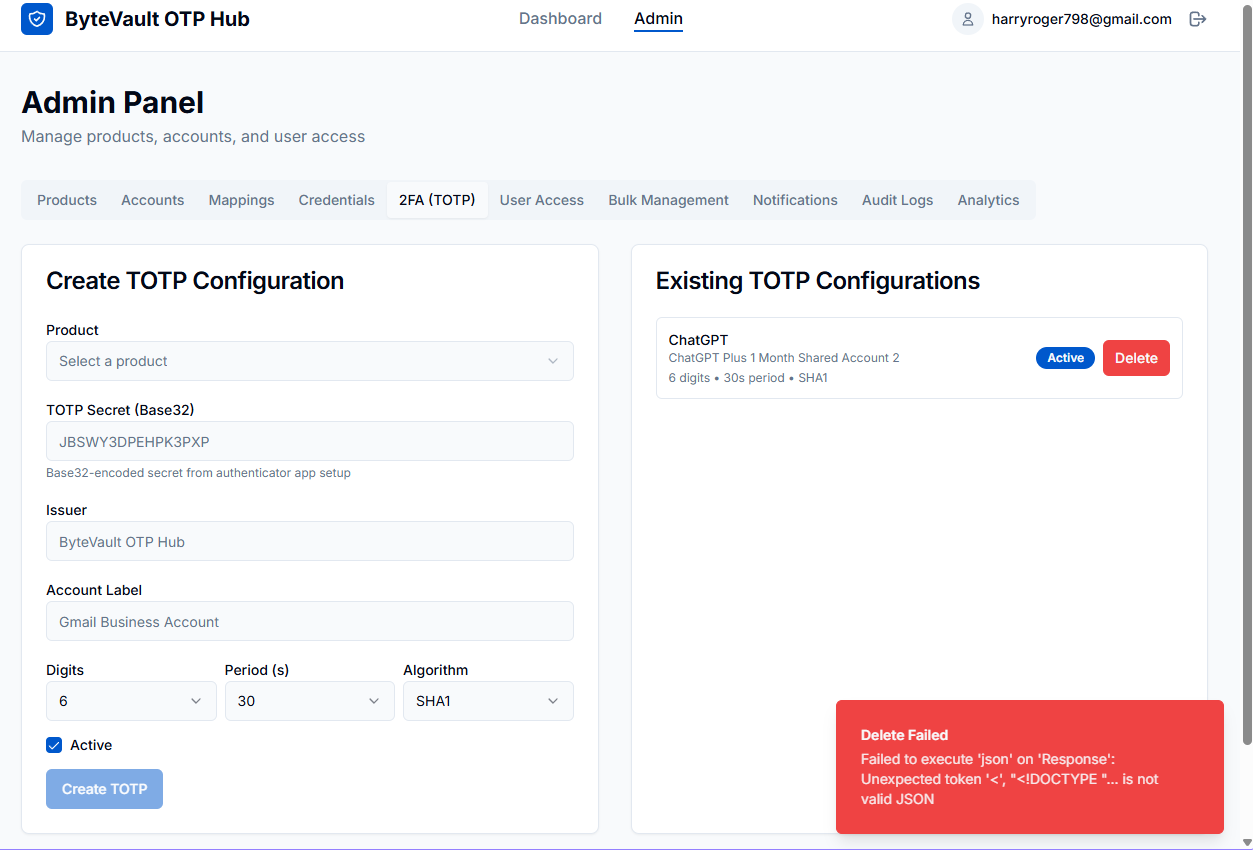 ByteVault OTP Hub
Dashboard
Admin
harryroger798@gmail.com
Admin Panel
Manage products, accounts, and user access
Products
Accounts
Mappings
Credentials
2FA (TOTP)
User Access
Bulk Management
Notifications
Audit Logs
Analytics
Create TOTP Configuration
Product
Select a product
TOTP Secret (Base32)
JBSWY3DPEHPK3PXP
Base32-encoded secret from authenticator app setup
Issuer
ByteVault OTP Hub
Account Label
Gmail Business Account
Digits
Period (s)
Algorithm
6
30
SHA1
Active
Create TOTP
Existing TOTP Configurations
ChatGPT
ChatGPT Plus 1 Month Shared Account 2
6 digits • 30s period • SHA1
Active
Delete
Delete Failed
Failed to execute 'json' on 'Response':
Unexpected token '<', "<!DOCTYPE "... is not
valid JSON